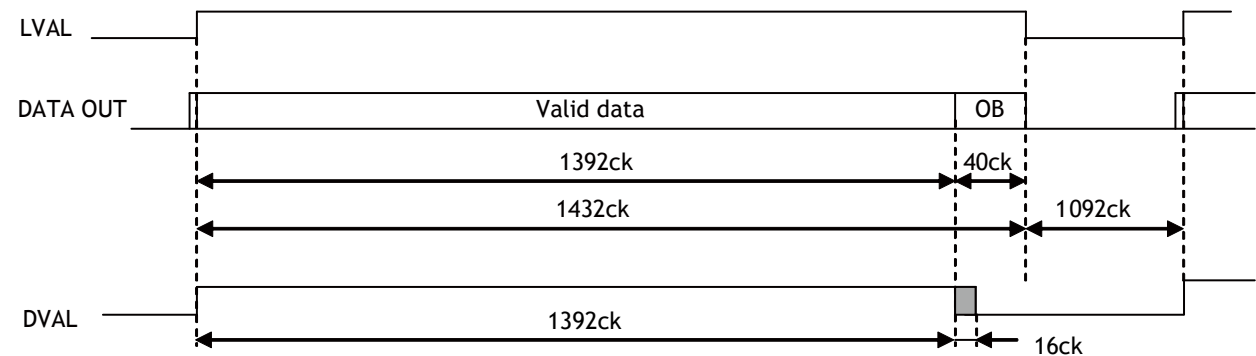 LVAL
DATA OUT
Valid data
OB
1392ck
40ck
1432ck
1092ck
DVAL
1392ck
16ck